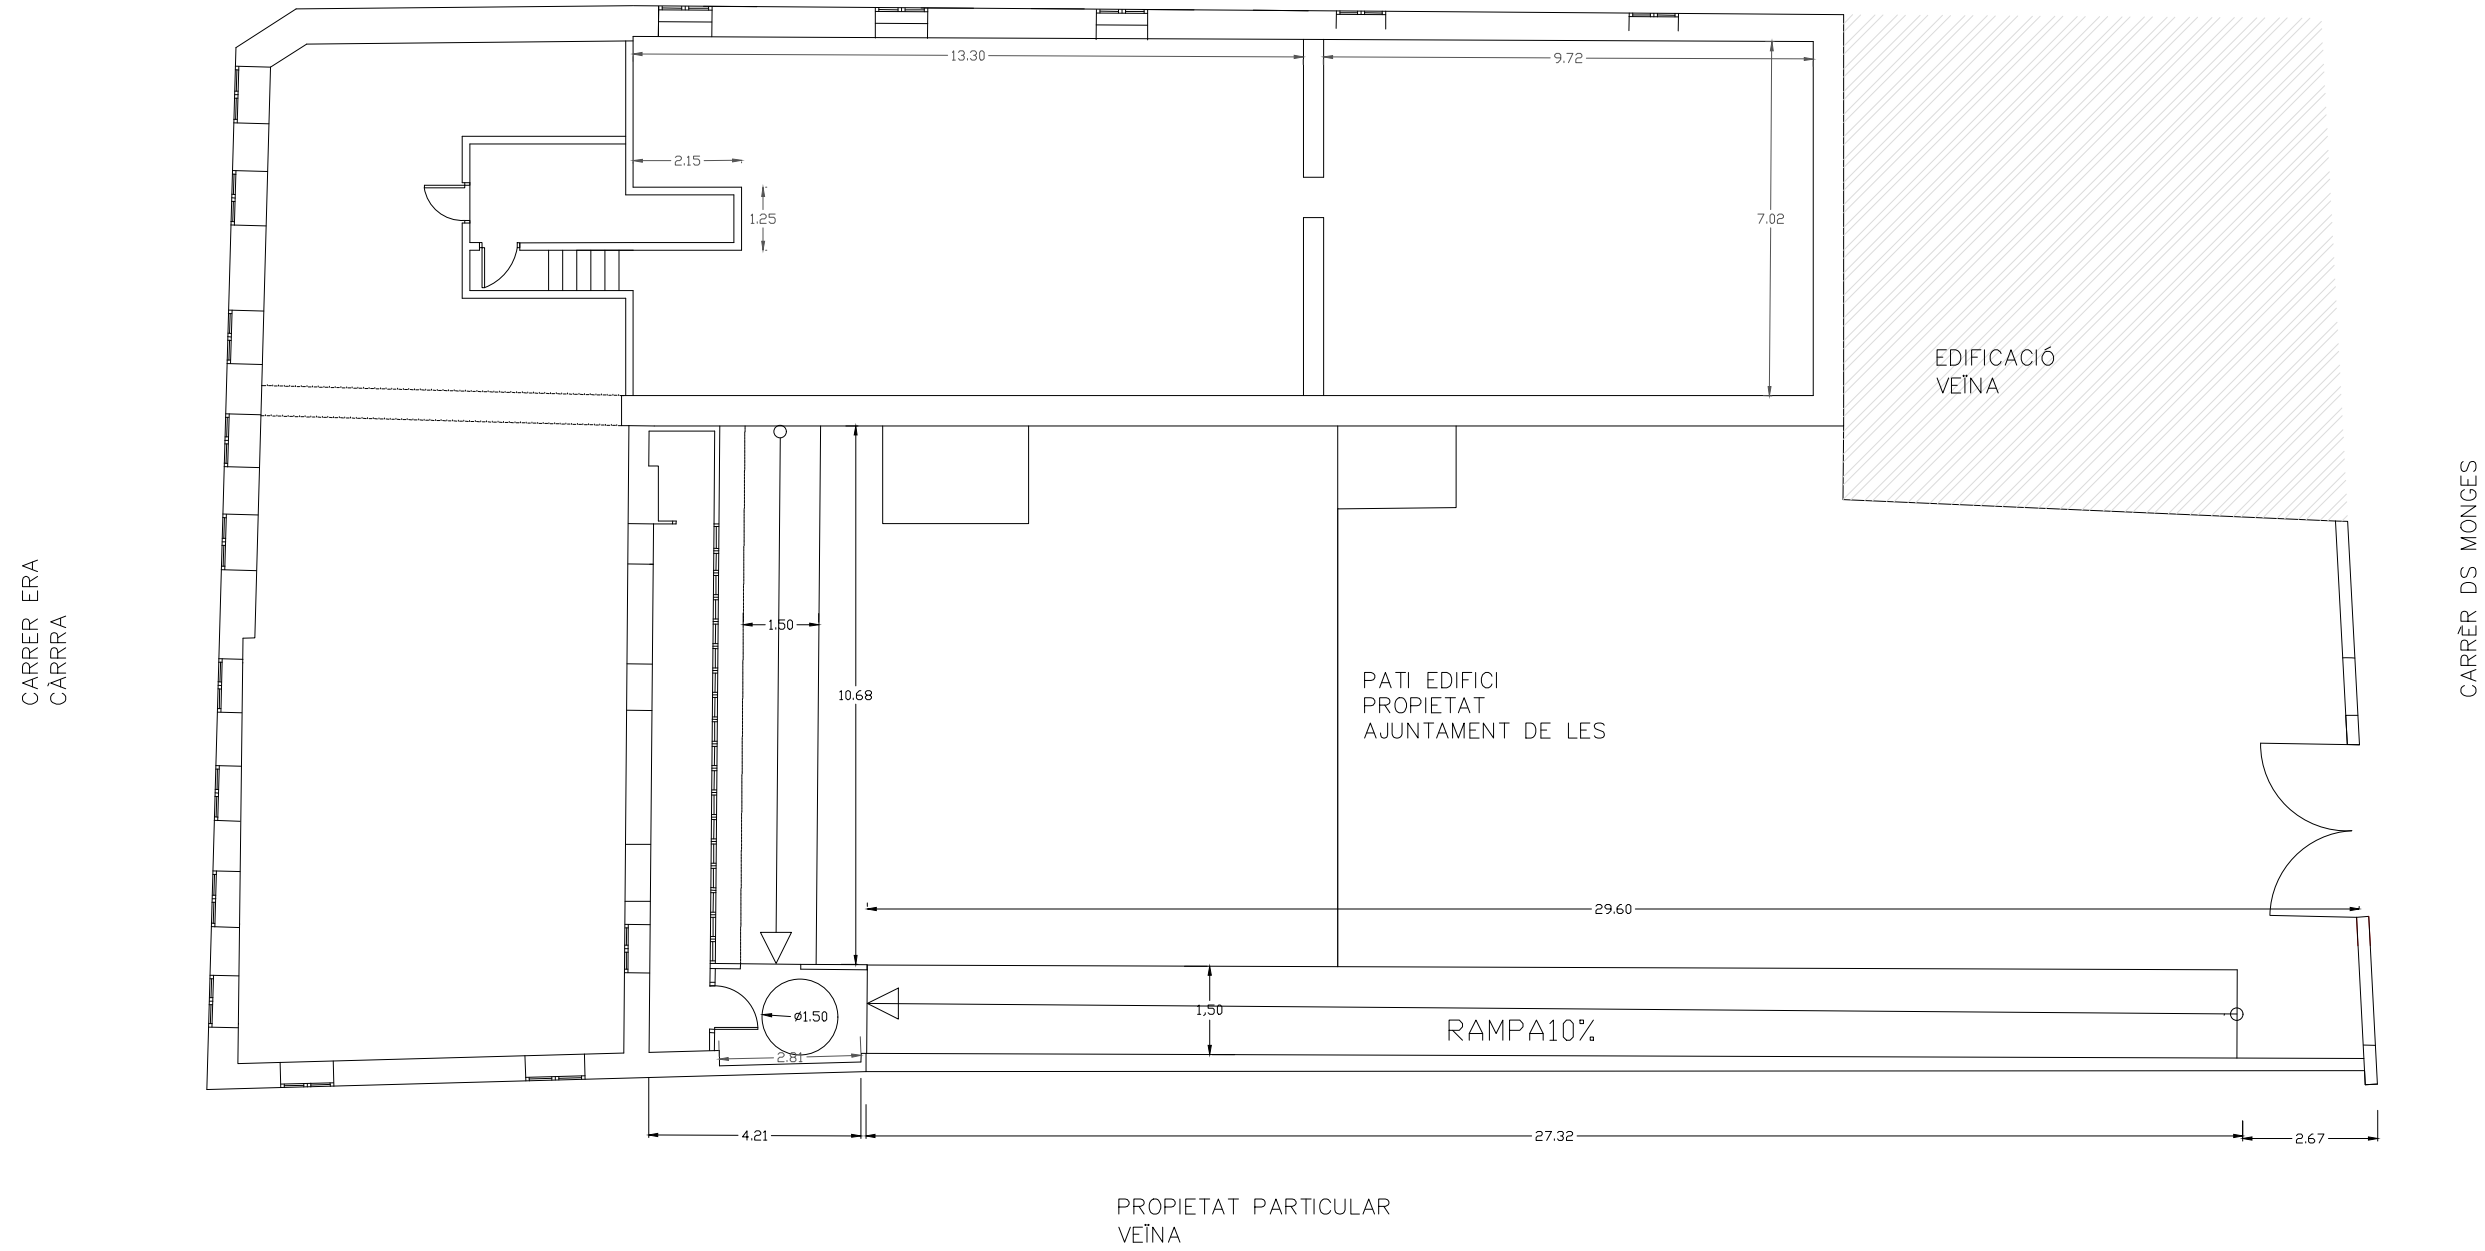 13.30
9.72
2.15
1.25
7.02
EDIFICACIÓ
VEÏNA
CARRER ERA
CÀRRRA
CARRÈR DS MONGES
1.50
10.68
PATI EDIFICI
PROPIETAT
AJUNTAMENT DE LES
29.60
ø1.50
1,50
RAMPA10%
2.81
4.21
27.32
2.67
PROPIETAT PARTICULAR
VEÏNA